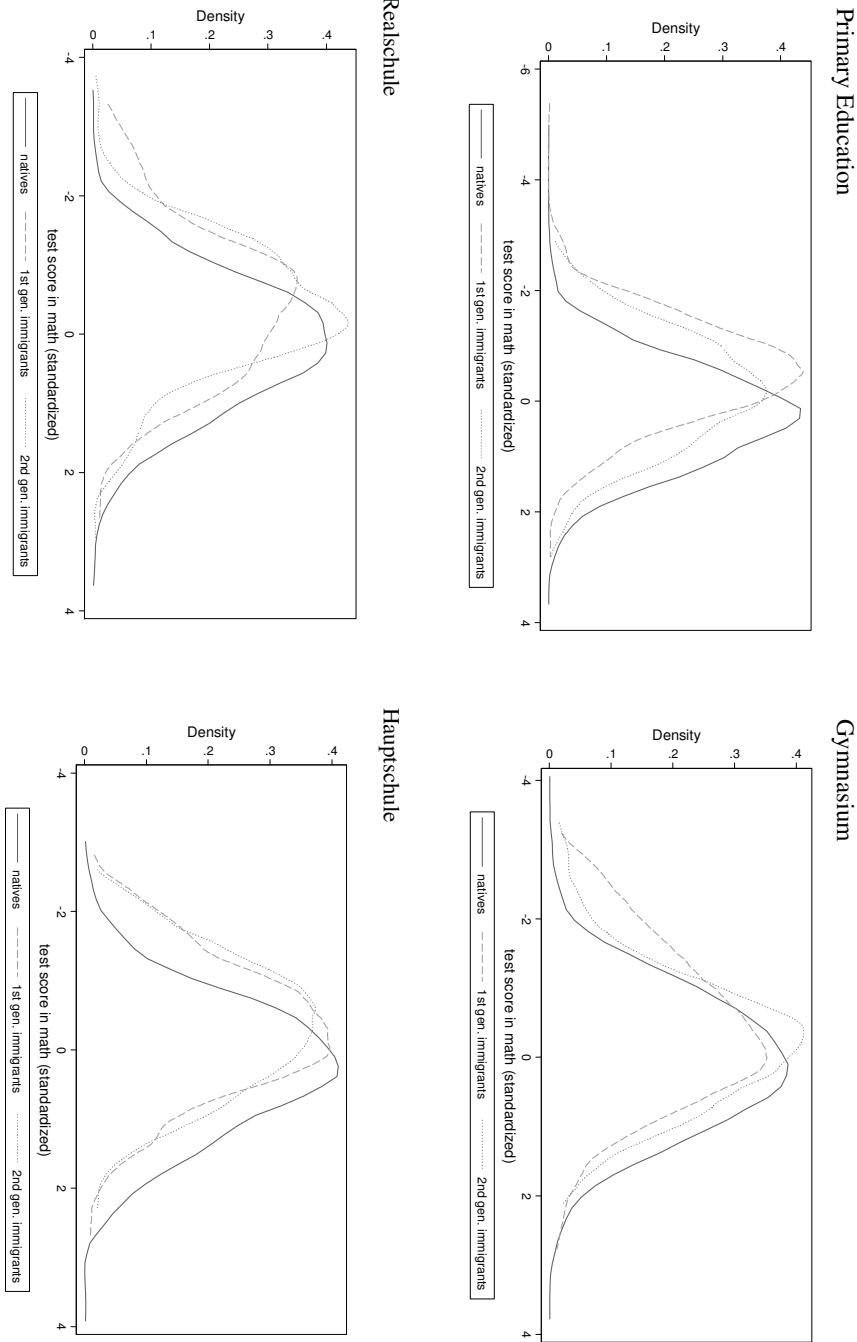 Primary Education
Density
0 .1 .2 .3 .4
-6 -4 -2 0 2 4
test score in math (standardized)
natives 1st gen. immigrants 2nd gen. immigrants
Gymnasium
Density
0 .1 .2 .3 .4
-4 -2 0 2 4
test score in math (standardized)
natives 1st gen. immigrants 2nd gen. immigrants
Realschule
Density
0 .1 .2 .3 .4
-4 -2 0 2 4
test score in math (standardized)
natives 1st gen. immigrants 2nd gen. immigrants
Hauptschule
Density
0 .1 .2 .3 .4
-4 -2 0 2 4
test score in math (standardized)
natives 1st gen. immigrants 2nd gen. immigrants